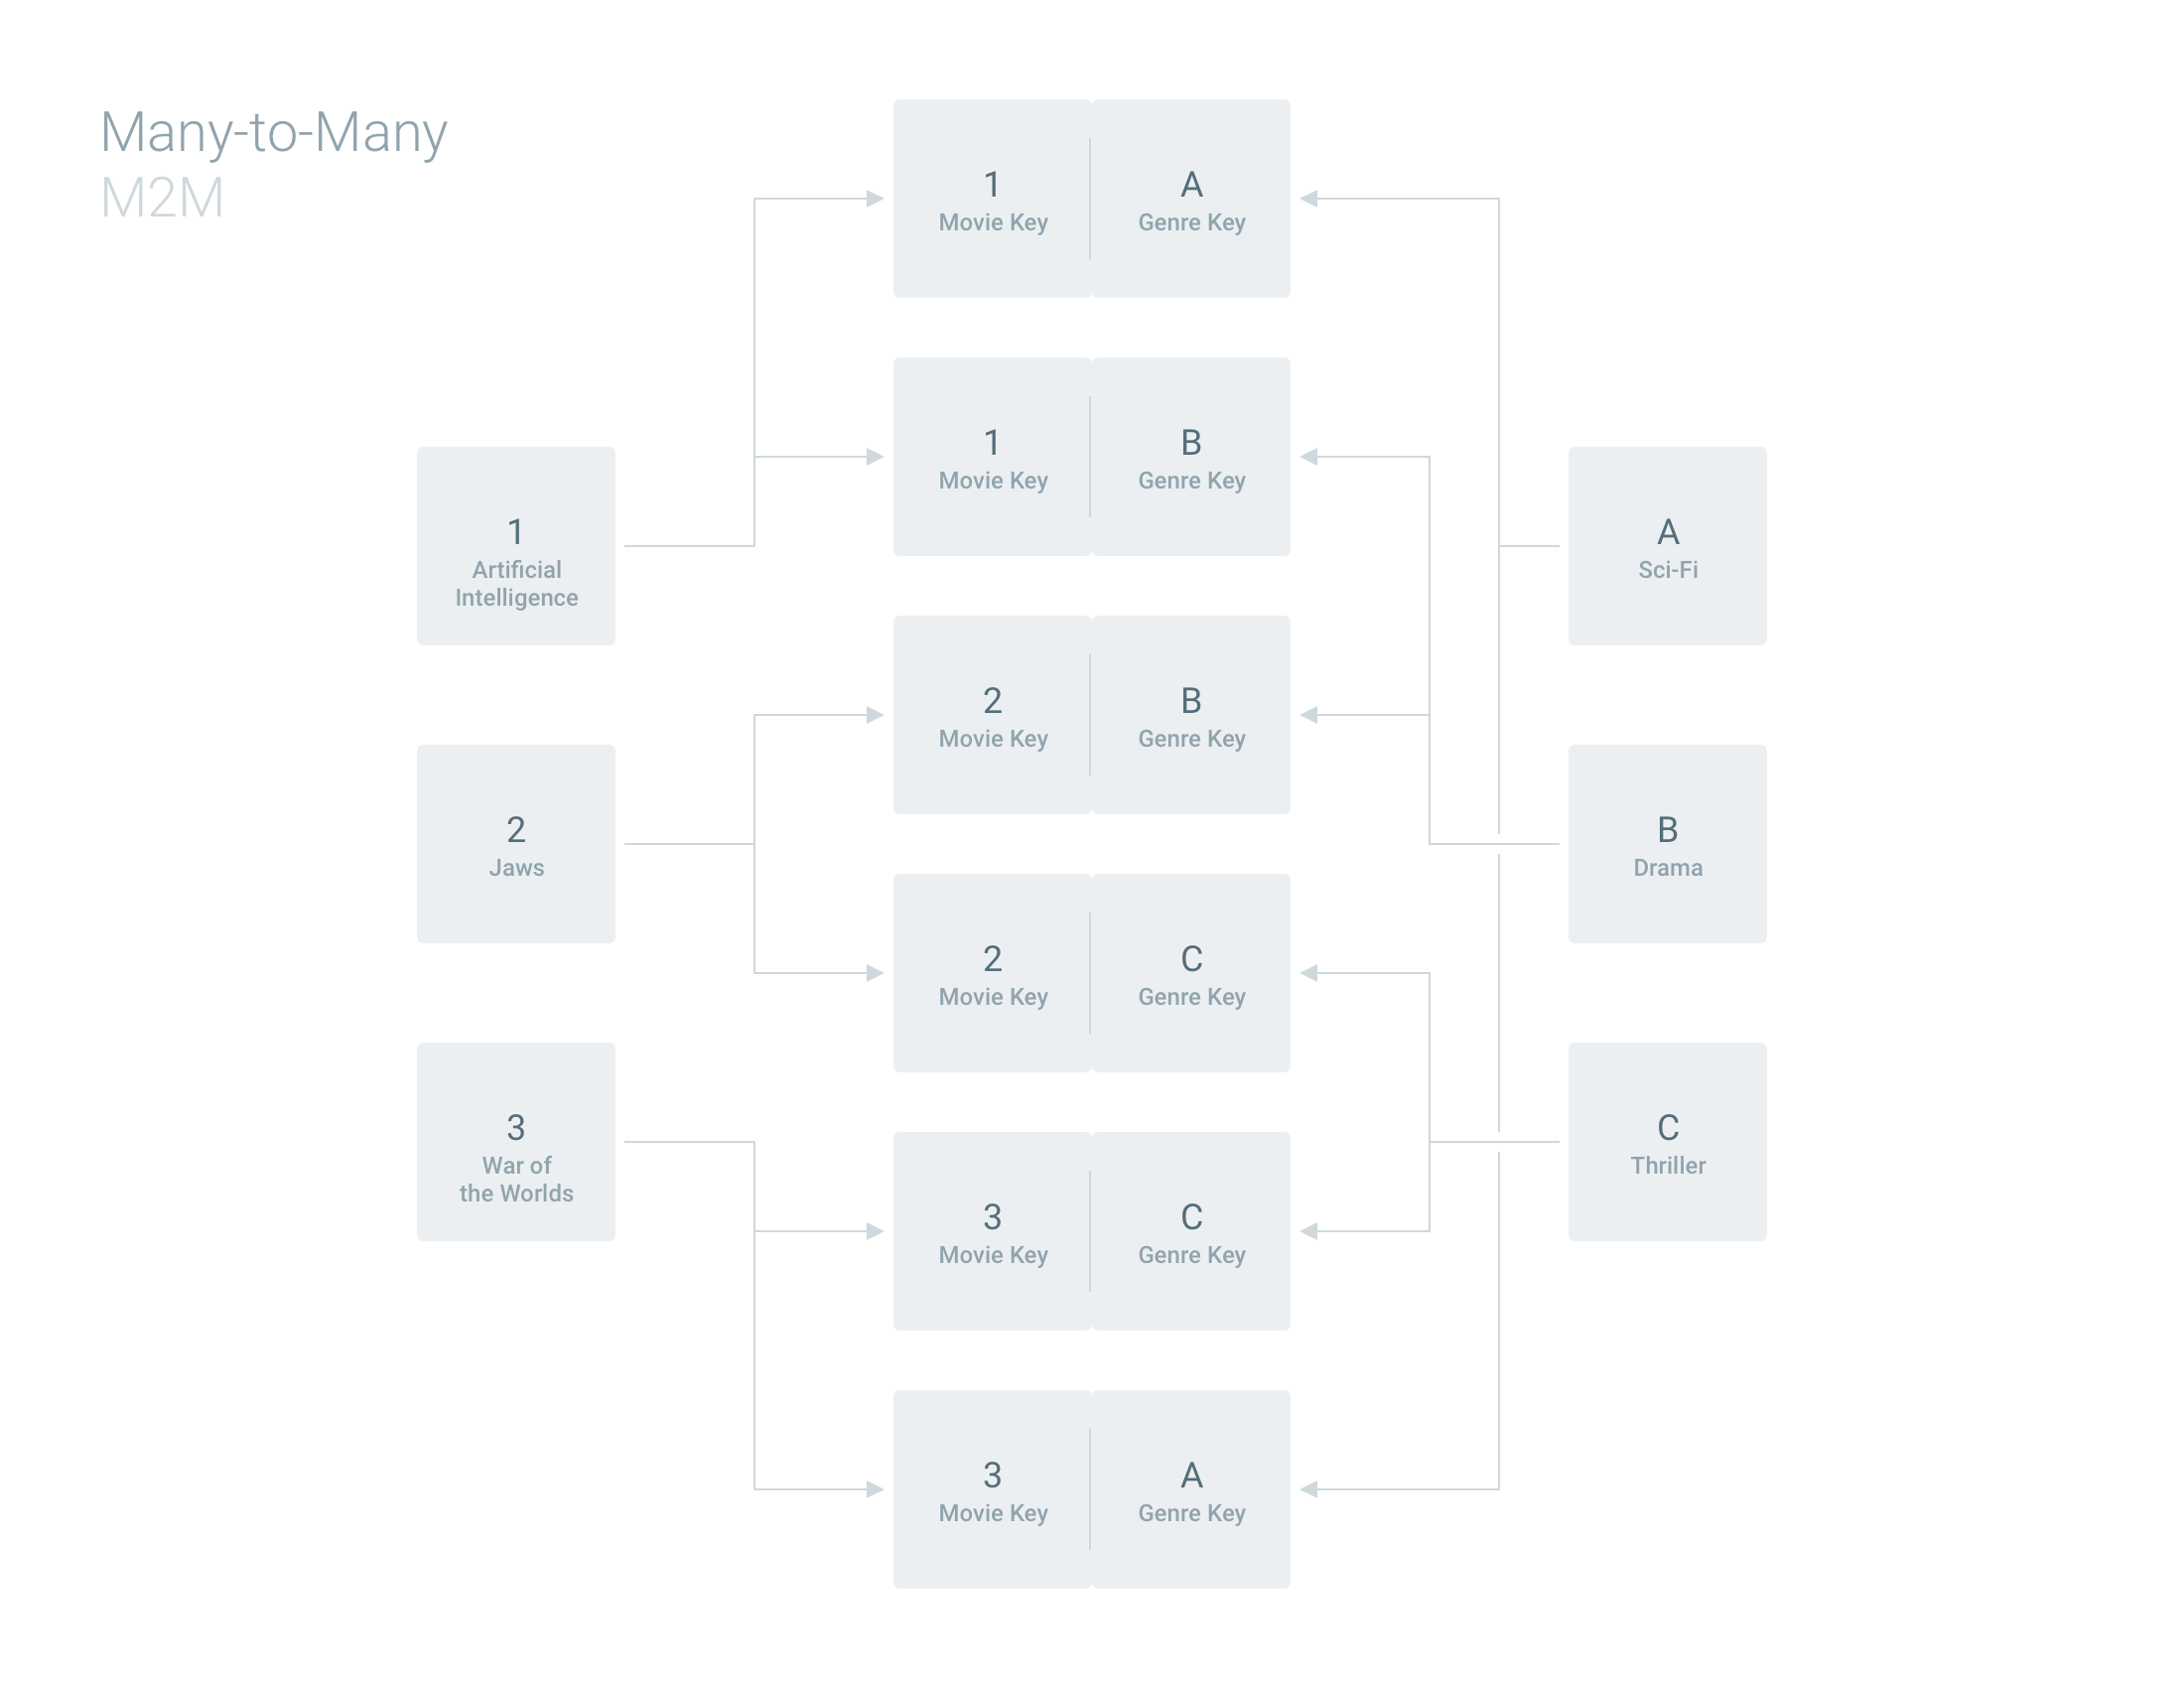 Many-to-Many
M2M
1
Movie Key
A
Genre Key
1
Movie Key
B
Genre Key
1
Artificial
Intelligence
A
Sci-Fi
2
Movie Key
B
Genre Key
2
Jaws
B
Drama
2
Movie Key
C
Genre Key
3
War of
the Worlds
C
Thriller
3
Movie Key
C
Genre Key
3
Movie Key
A
Genre Key